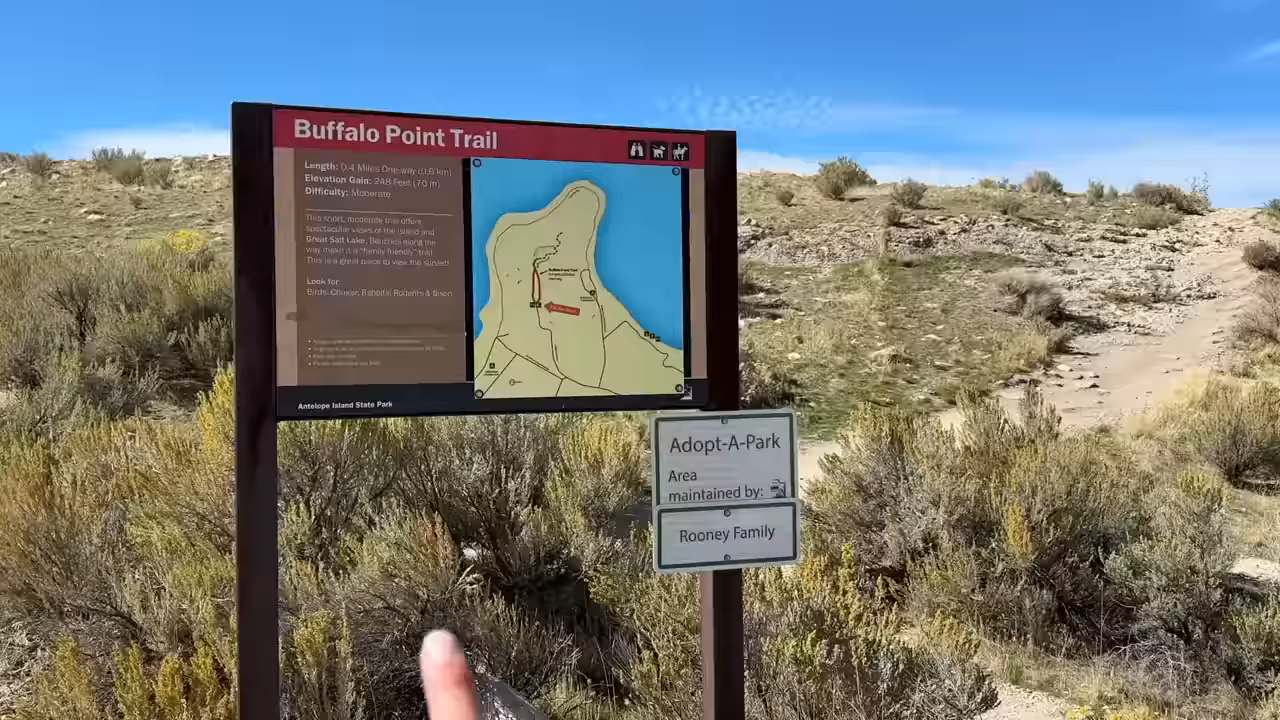 Buffalo Point Trail
Length: 0.4 Miles One-way (0.6 km)
Elevation Gain: 248 Feet (70 m)
Difficulty: Moderate
This short, moderate trail offers
spectacular views of the island and
Great Salt Lake. Benches along the
way make it a "family friendly" trail.
This is a great place to view the sunset!
Look for:
Birds, Chukar, Rabbits, Rodents & Bison
Buffalo Point Trail
Antelope Island State Park
Adopt-A-Park
Area
maintained by:
Rooney Family